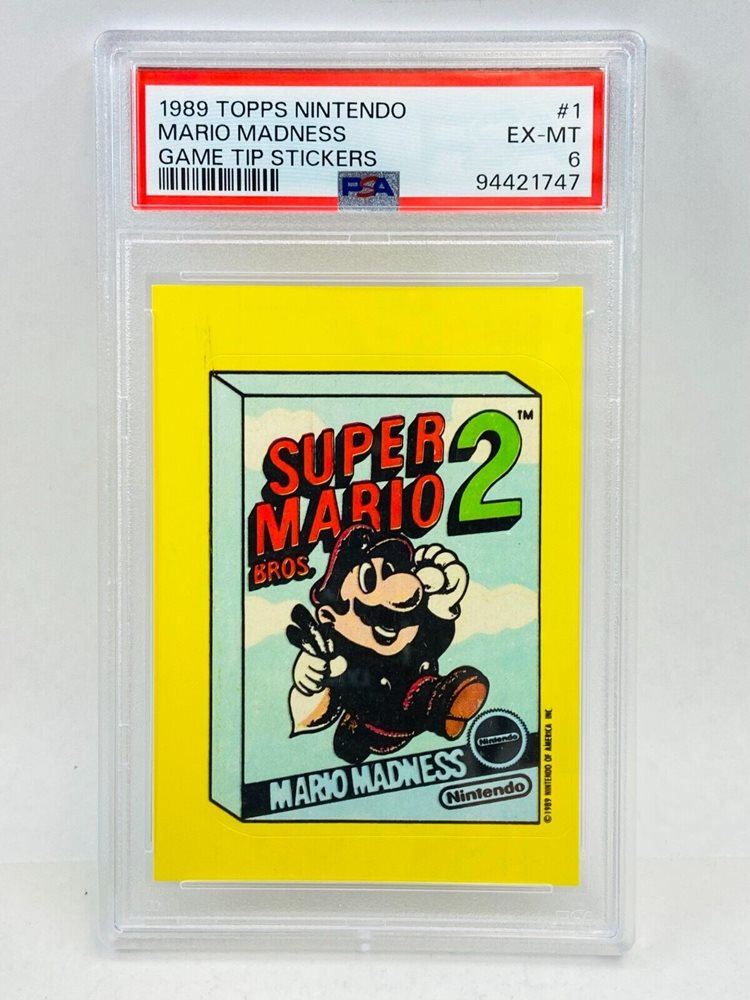 1989 TOPPS NINTENDO #1
MARIO MADNESS EX-MT
GAME TIP STICKERS 6
PSA 94421747
SUPER
MARIO
BROS. 2 TM
MARIO MADNESS
Nintendo
Nintendo
©1989 NINTENDO OF AMERICA INC.